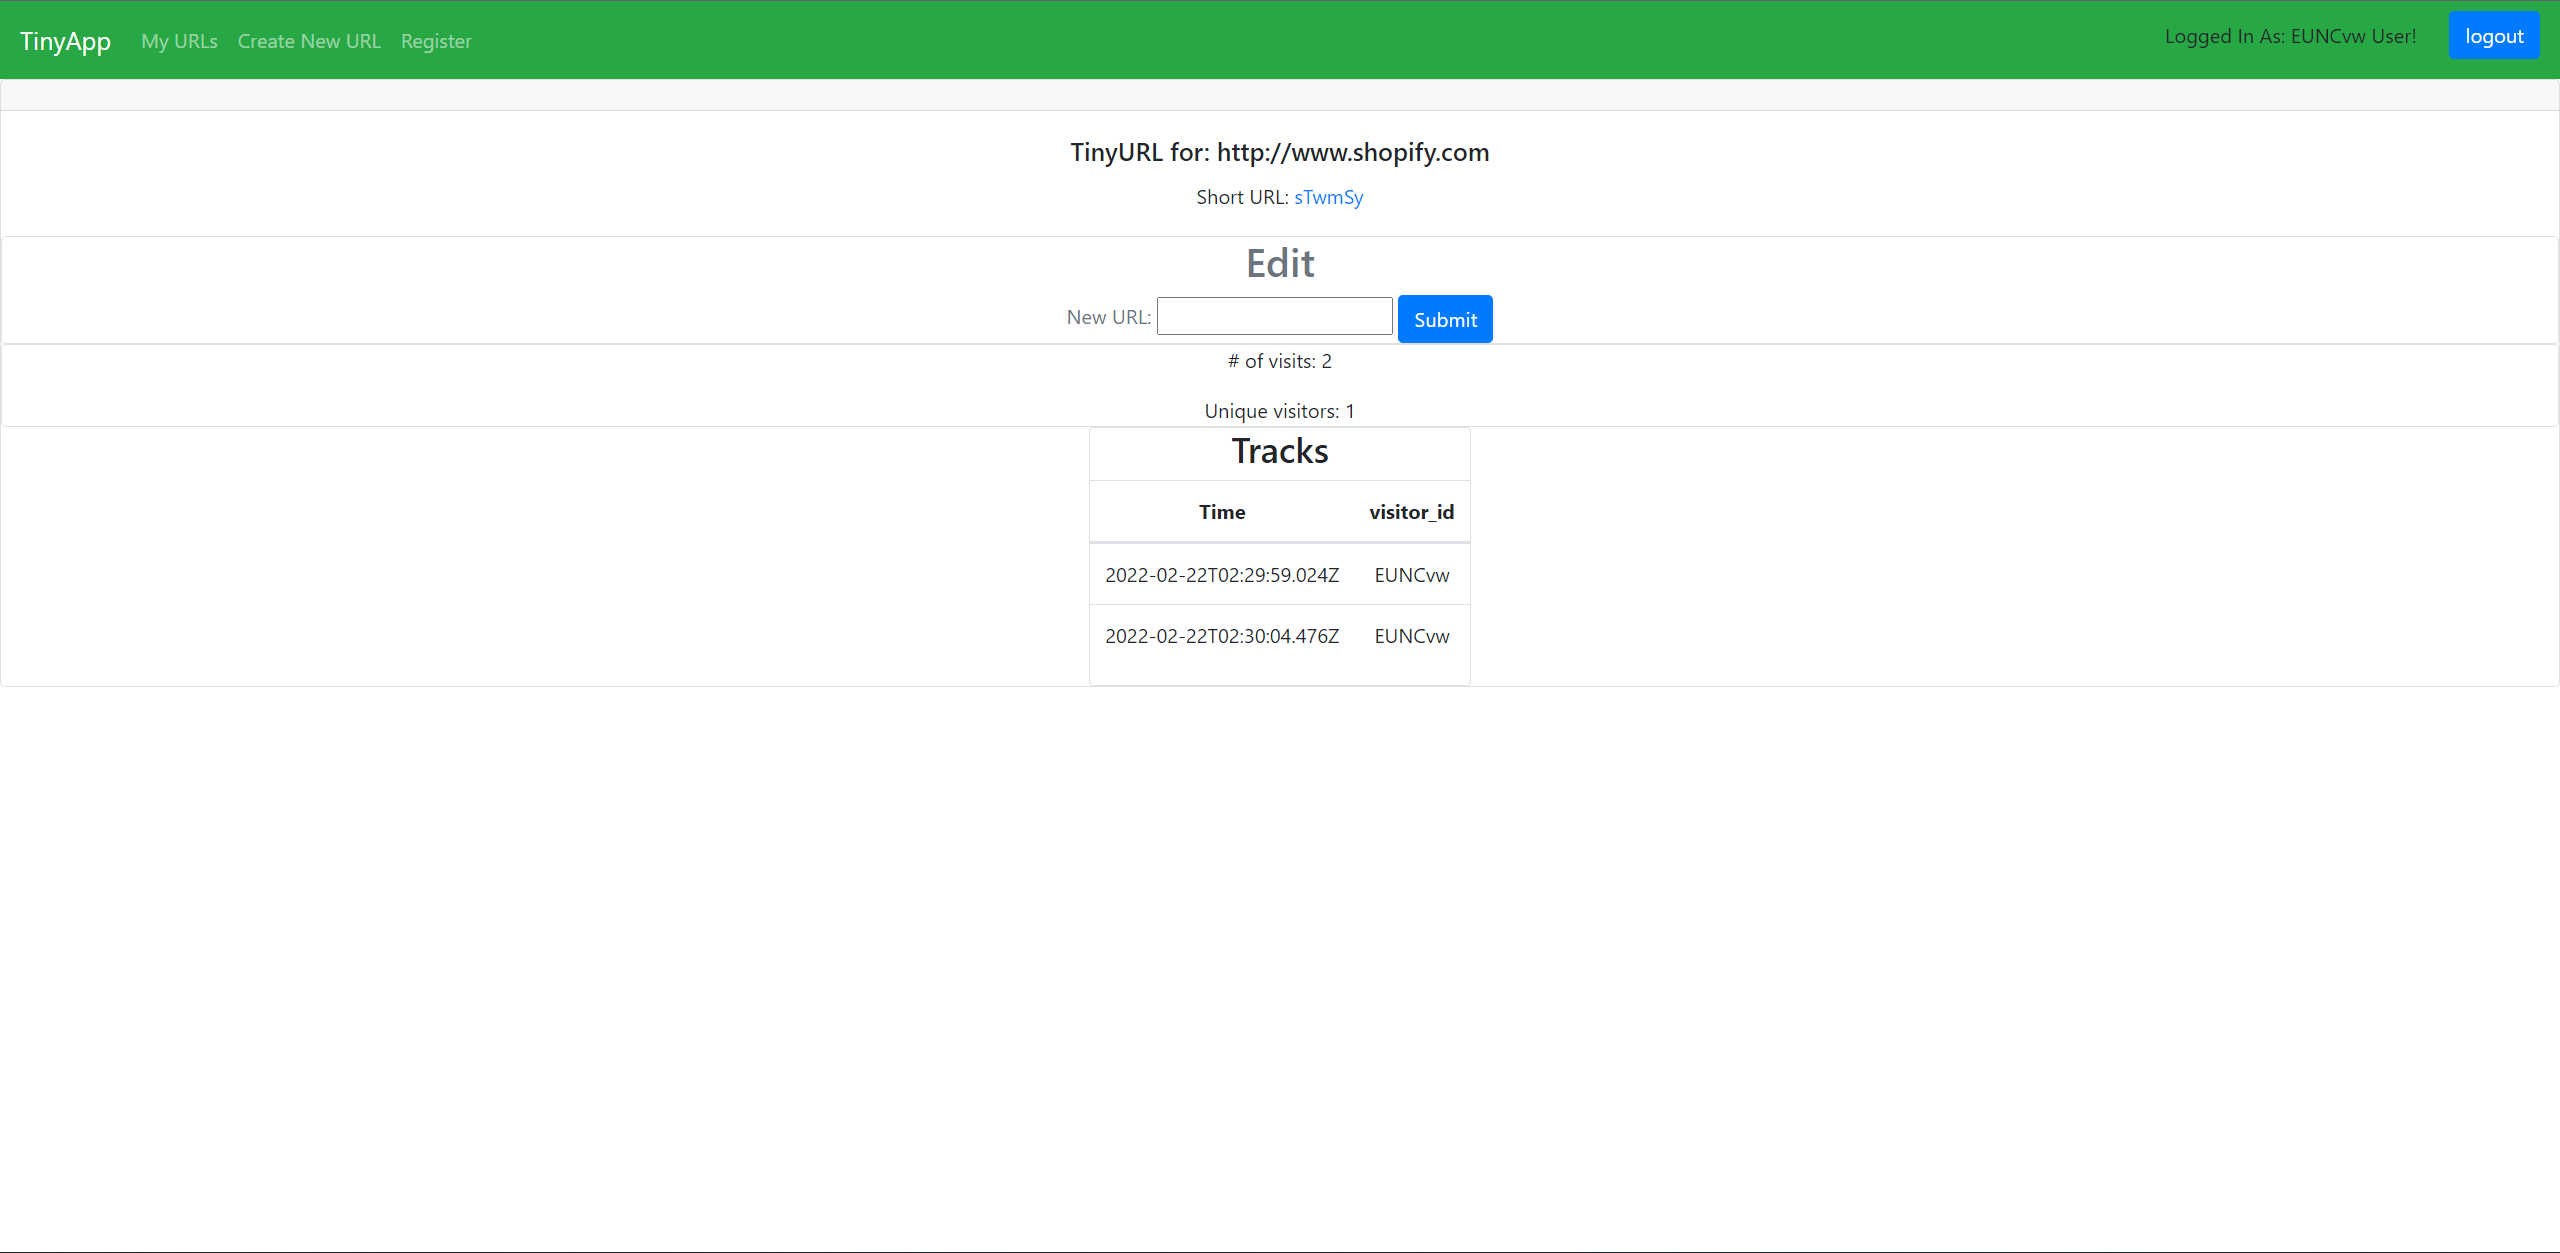 TinyApp My URLs Create New URL Register Logged In As: EUNCvw User! logout
TinyURL for: http://www.shopify.com
Short URL: sTwmSy
Edit
New URL: Submit
# of visits: 2
Unique visitors: 1
Tracks
Time visitor_id
2022-02-22T02:29:59.024Z EUNCvw
2022-02-22T02:30:04.476Z EUNCvw